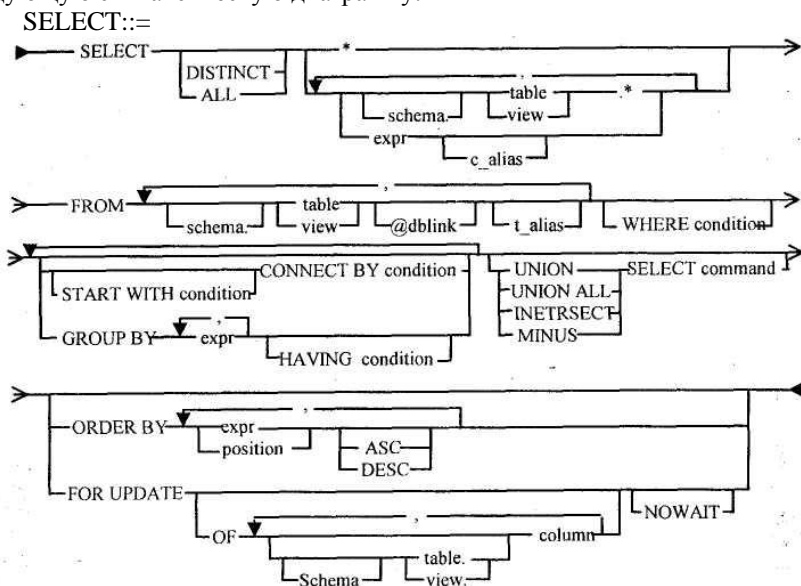 SELECT::=
SELECT *
DISTINCT
ALL
,
schema. table .*
view
expr
c_alias
,
FROM table
schema. view @dblink t_alias WHERE condition
CONNECT BY condition UNION SELECT command
START WITH condition UNION ALL
, INETRSECT
GROUP BY expr MINUS
HAVING condition
,
ORDER BY expr
position ASC
DESC
FOR UPDATE
, NOWAIT
OF column
table.
Schema view.